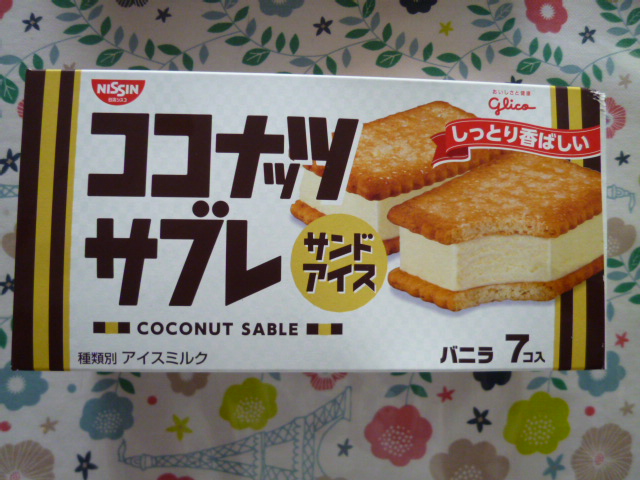 NISSIN
日清シスコ
おいしさと健康
glico
しっとり香ばしい
ココナッツ
サブレ
サンド
アイス
COCONUT SABLE
種類別 アイスミルク
バニラ 7コ入